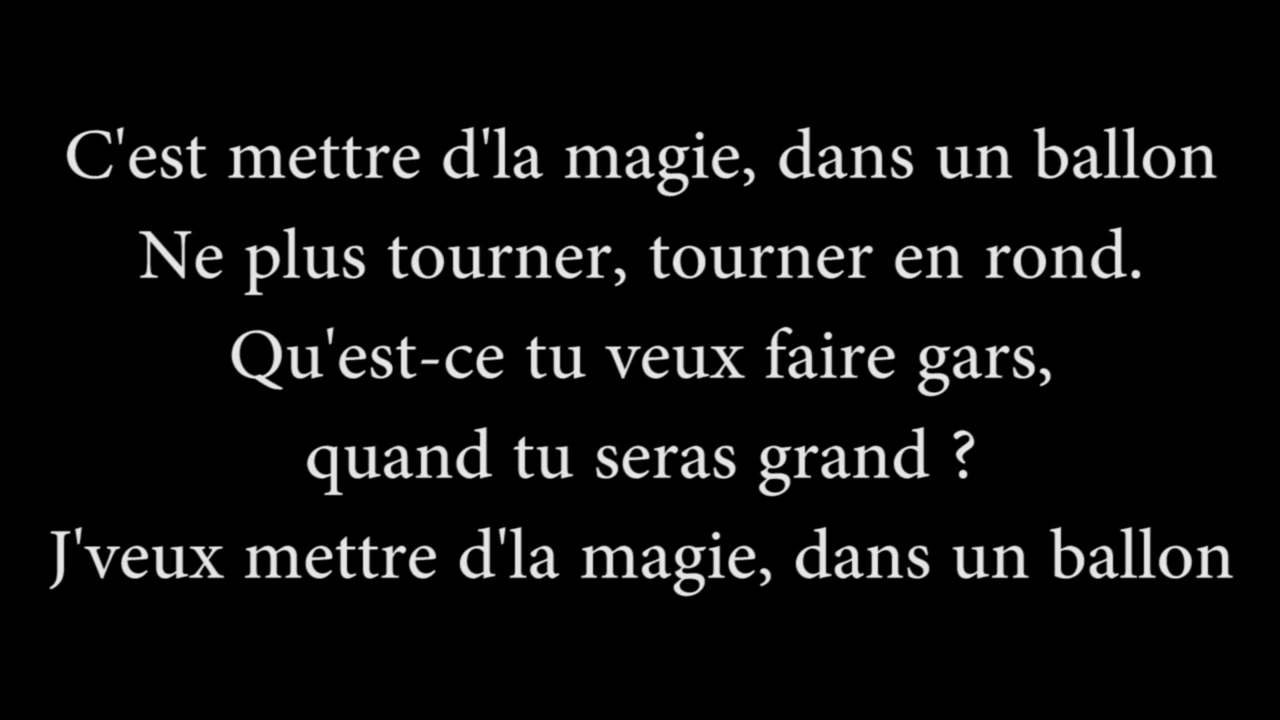 C'est mettre d'la magie, dans un ballon
Ne plus tourner, tourner en rond.
Qu'est-ce tu veux faire gars,
quand tu seras grand ?
J'veux mettre d'la magie, dans un ballon